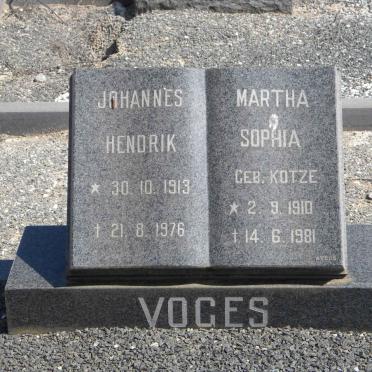 JOHANNES
HENDRIK
* 30. 10. 1913
† 21. 8. 1976
MARTHA
SOPHIA
GEB. KOTZE
* 2. 9. 1910
† 14. 6. 1981
VOGES